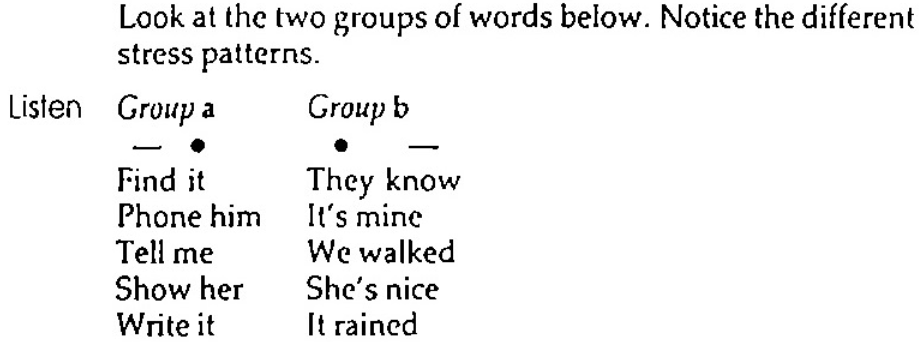 Look at the two groups of words below. Notice the different
stress patterns.
Listen Group a Group b
— • • —
Find it They know
Phone him It's mine
Tell me We walked
Show her She's nice
Write it It rained